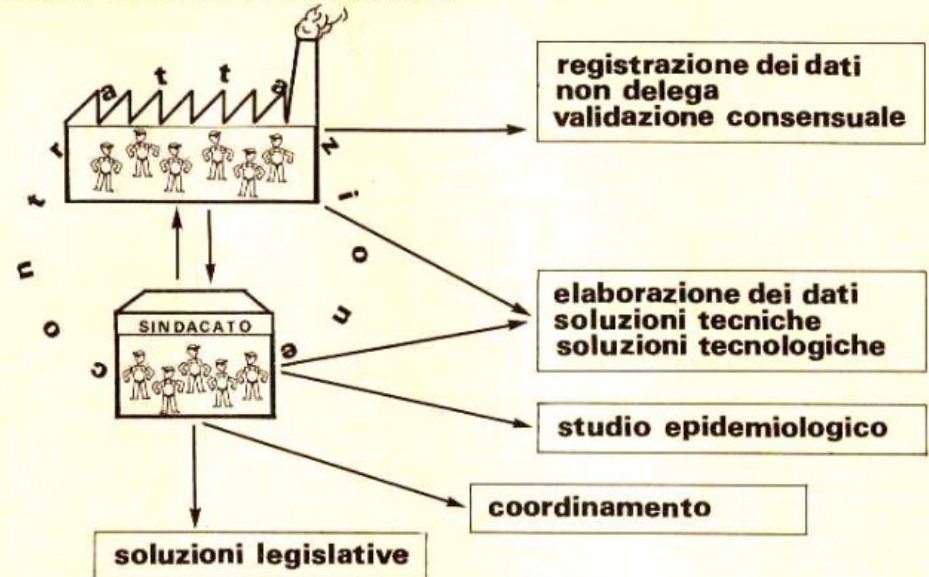 contrattazione
registrazione dei dati
non delega
validazione consensuale
SINDACATO
elaborazione dei dati
soluzioni tecniche
soluzioni tecnologiche
studio epidemiologico
coordinamento
soluzioni legislative